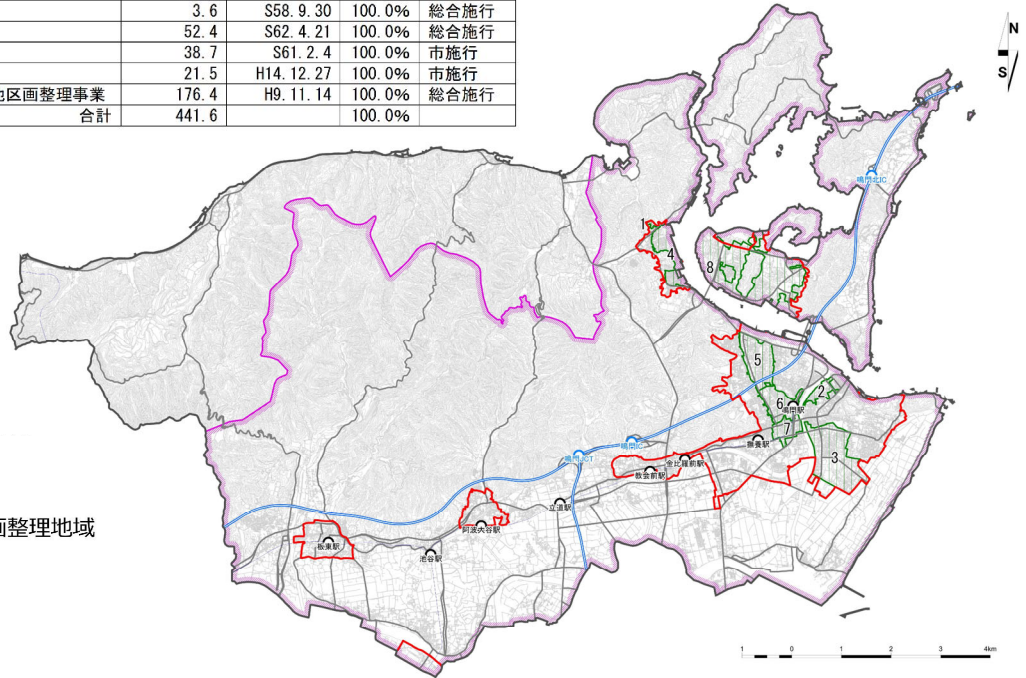 3.6 S58.9.30 100.0% 総合施行
52.4 S62.4.21 100.0% 総合施行
38.7 S61.2.4 100.0% 市施行
21.5 H14.12.27 100.0% 市施行
区画整理事業 176.4 H9.11.14 100.0% 総合施行
合計 441.6 100.0%
N
S
鳴門北IC
1
4
8
5
6
2
鳴門駅
7
撫養駅
3
鳴門IC
鳴門JCT
金比羅前駅
教会前駅
立道駅
阿波大谷駅
板東駅
池谷駅
画整理地域
1 0 1 2 3 4km